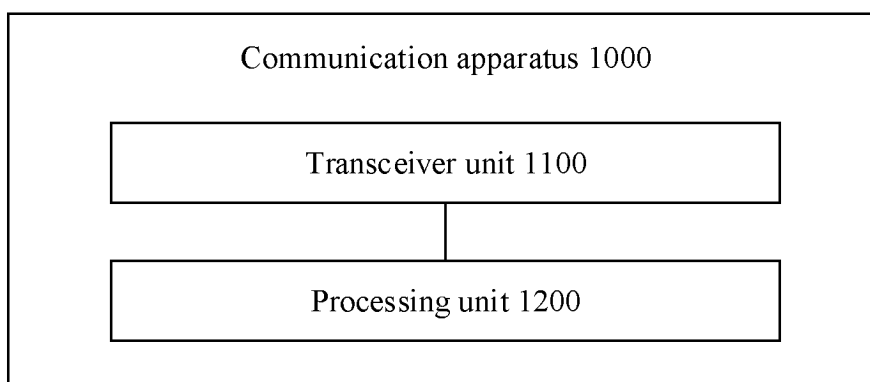 Communication apparatus 1000
Transceiver unit 1100
Processing unit 1200